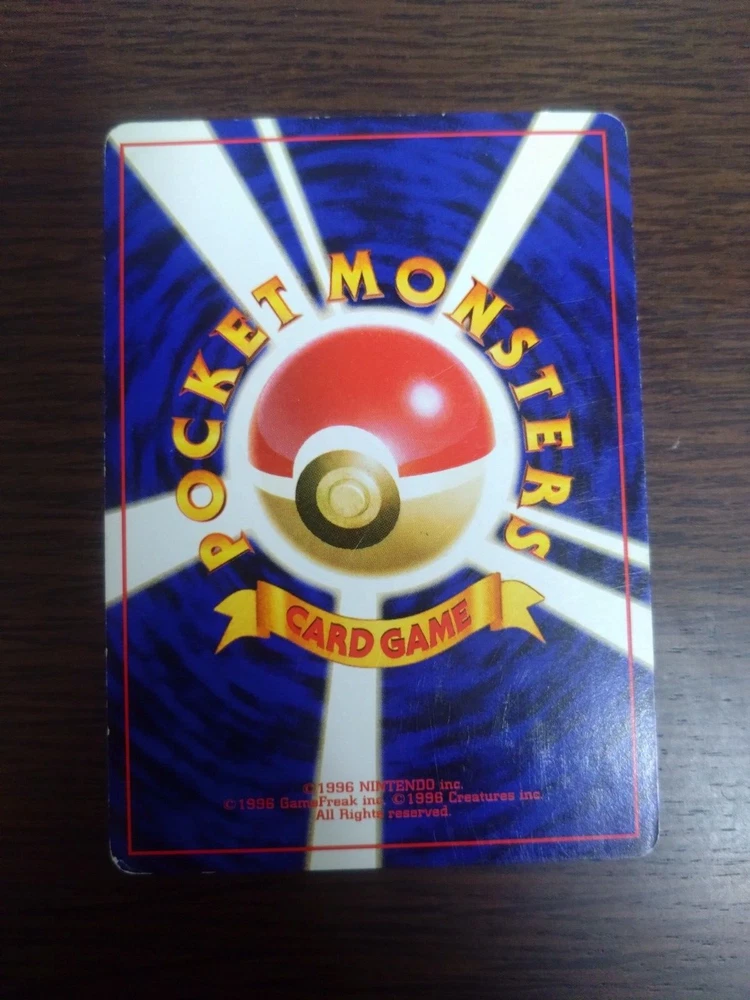 POCKET MONSTERS
CARD GAME
©1996 NINTENDO inc.
©1996 GameFreak inc. ©1996 Creatures inc.
All Rights reserved.